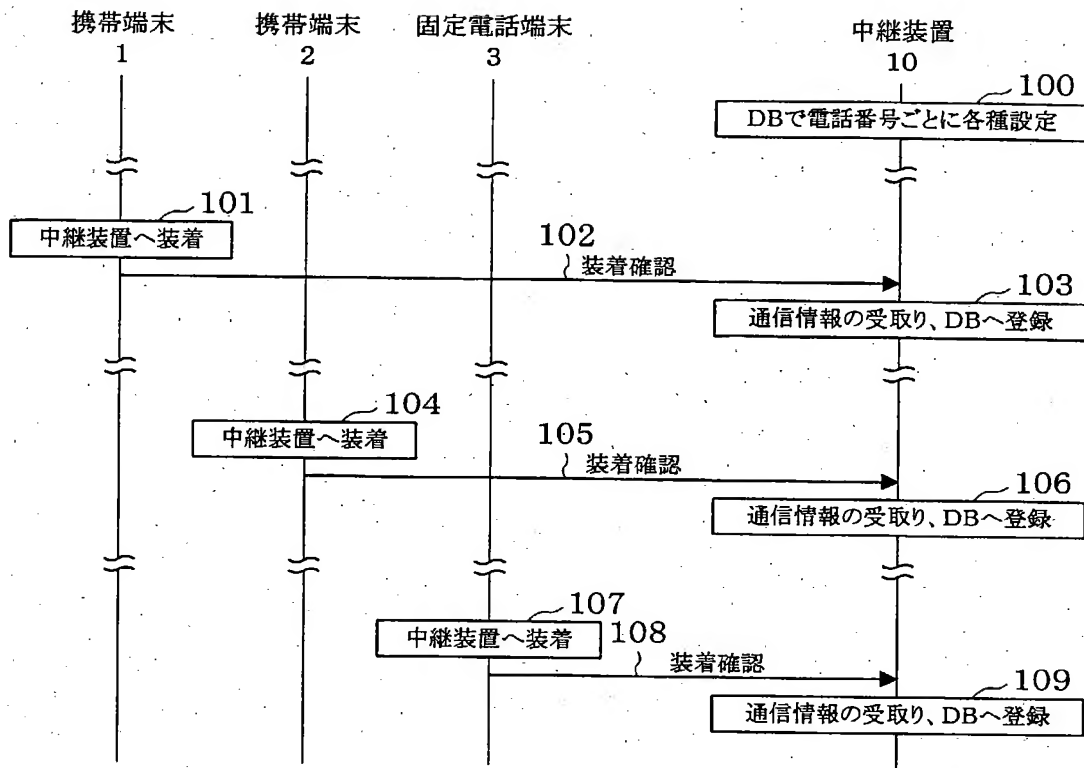 携帯端末 携帯端末 固定電話端末 中継装置
1 2 3 10
100
DBで電話番号ごとに各種設定
101
中継装置へ装着
102
装着確認
103
通信情報の受取り、DBへ登録
104
中継装置へ装着
105
装着確認
106
通信情報の受取り、DBへ登録
107
中継装置へ装着
108
装着確認
109
通信情報の受取り、DBへ登録